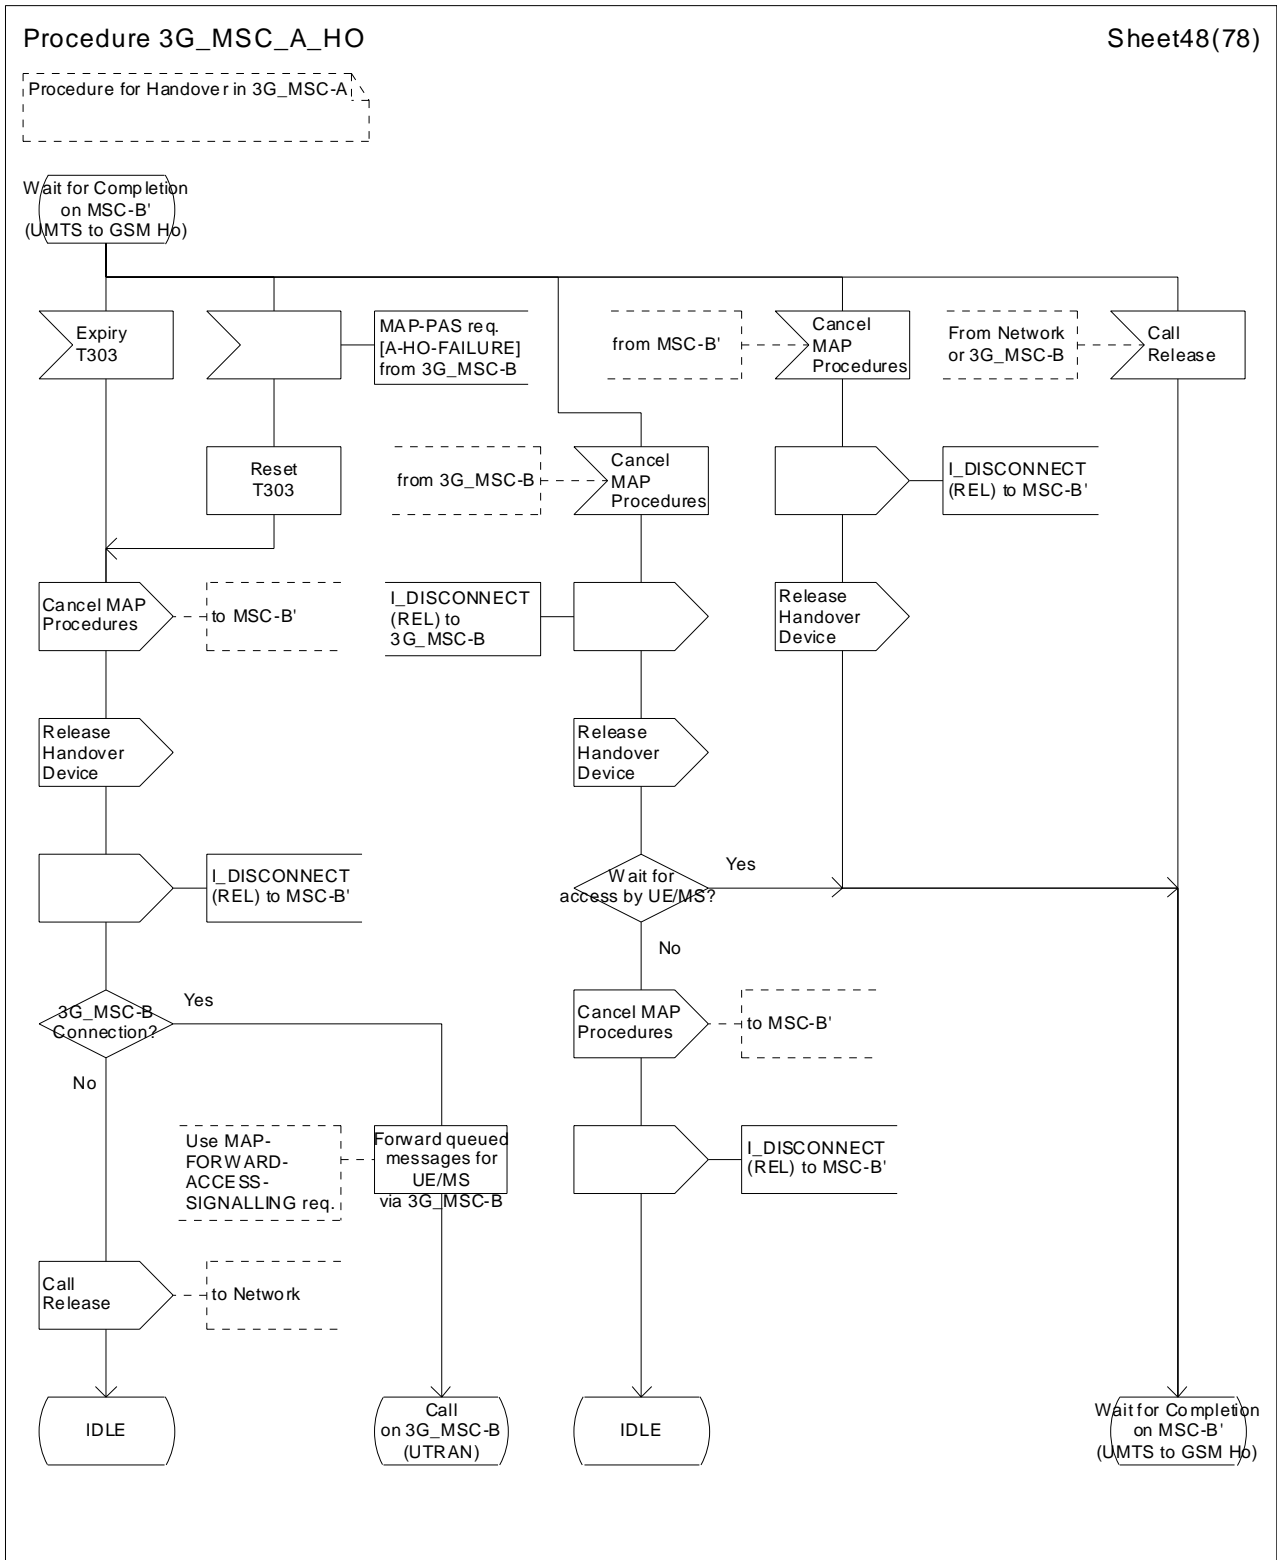 Procedure 3G_MSC_A_HO
Sheet48(78)
Procedure for Handover in 3G_MSC-A
Wait for Completion
on MSC-B'
(UMTS to GSM Ho)
Expiry
T303
MAP-PAS req.
[A-HO-FAILURE]
from 3G_MSC-B
from MSC-B'
Cancel
MAP
Procedures
From Network
or 3G_MSC-B
Call
Release
Reset
T303
from 3G_MSC-B
Cancel
MAP
Procedures
I_DISCONNECT
(REL) to MSC-B'
Cancel MAP
Procedures
to MSC-B'
I_DISCONNECT
(REL) to
3G_MSC-B
Release
Handover
Device
Release
Handover
Device
Release
Handover
Device
I_DISCONNECT
(REL) to MSC-B'
Wait for
access by UE/MS?
Yes
No
3G_MSC-B
Connection?
Yes
No
Cancel MAP
Procedures
to MSC-B'
Use MAP-
FORWARD-
ACCESS-
SIGNALLING req.
Forward queued
messages for
UE/MS
via 3G_MSC-B
I_DISCONNECT
(REL) to MSC-B'
Call
Release
to Network
IDLE
Call
on 3G_MSC-B
(UTRAN)
IDLE
Wait for Completion
on MSC-B'
(UMTS to GSM Ho)